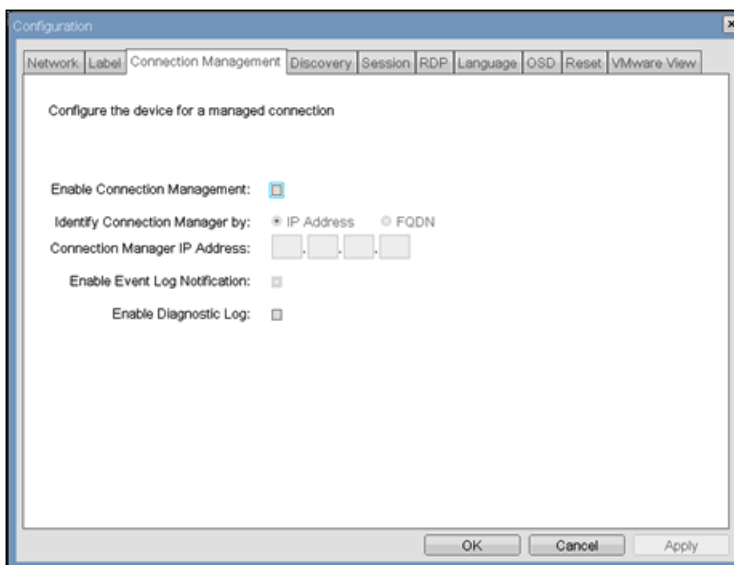 Configuration
Network Label Connection Management Discovery Session RDP Language OSD Reset VMware View
Configure the device for a managed connection
Enable Connection Management:
Identify Connection Manager by: IP Address FQDN
Connection Manager IP Address: . . .
Enable Event Log Notification:
Enable Diagnostic Log:
OK Cancel Apply